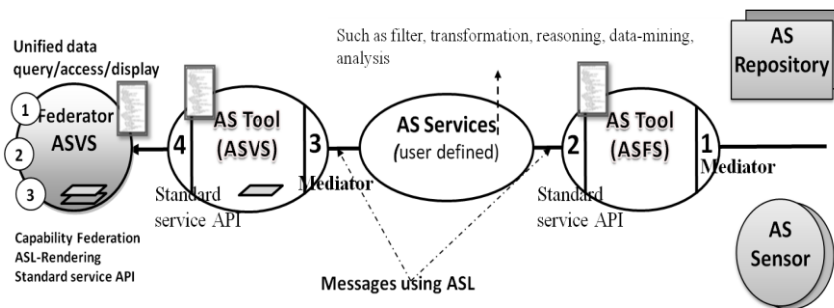 Such as filter, transformation, reasoning, data-mining,
analysis
Unified data
query/access/display
AS
Repository
1
2
3
Federator
ASVS
4
AS Tool
(ASVS)
3
AS Services
(user defined)
2
AS Tool
(ASFS)
1
Mediator
Mediator
Standard
service API
Standard
service API
Capability Federation
ASL-Rendering
Standard service API
Messages using ASL
AS
Sensor